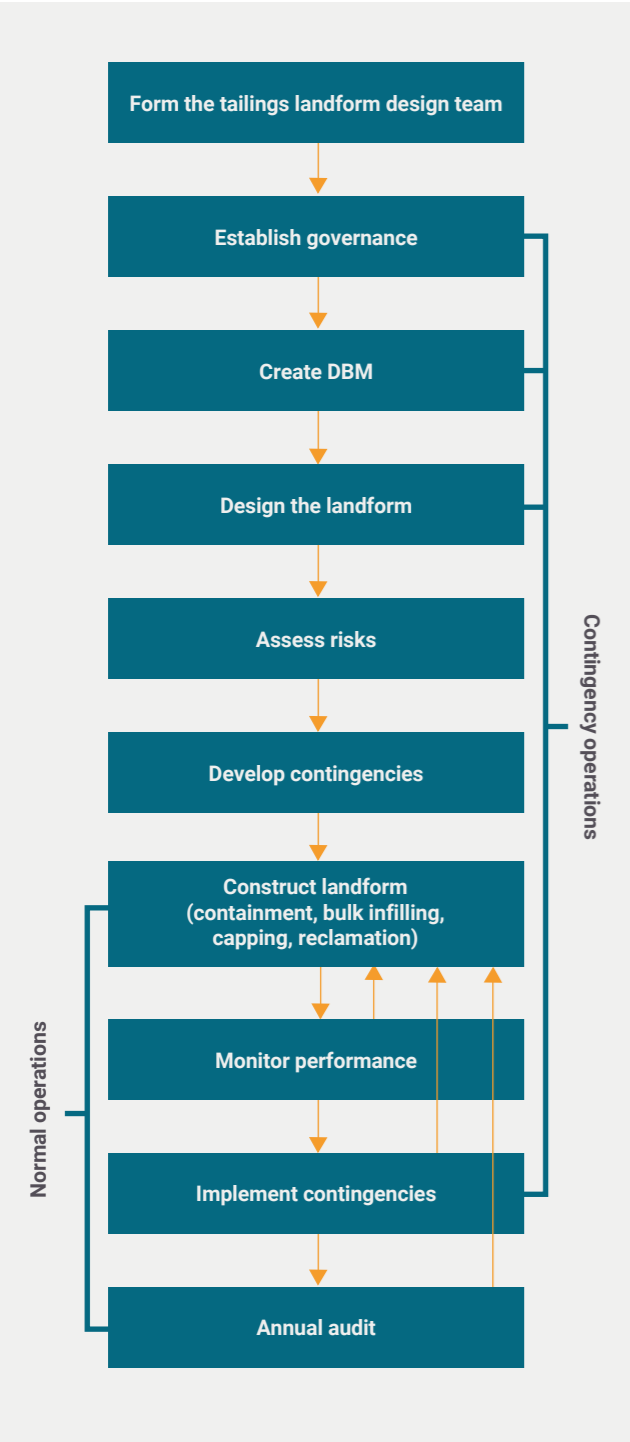 Form the tailings landform design team
Establish governance
Create DBM
Design the landform
Assess risks
Develop contingencies
Construct landform
(containment, bulk infilling,
capping, reclamation)
Monitor performance
Implement contingencies
Annual audit
Normal operations
Contingency operations